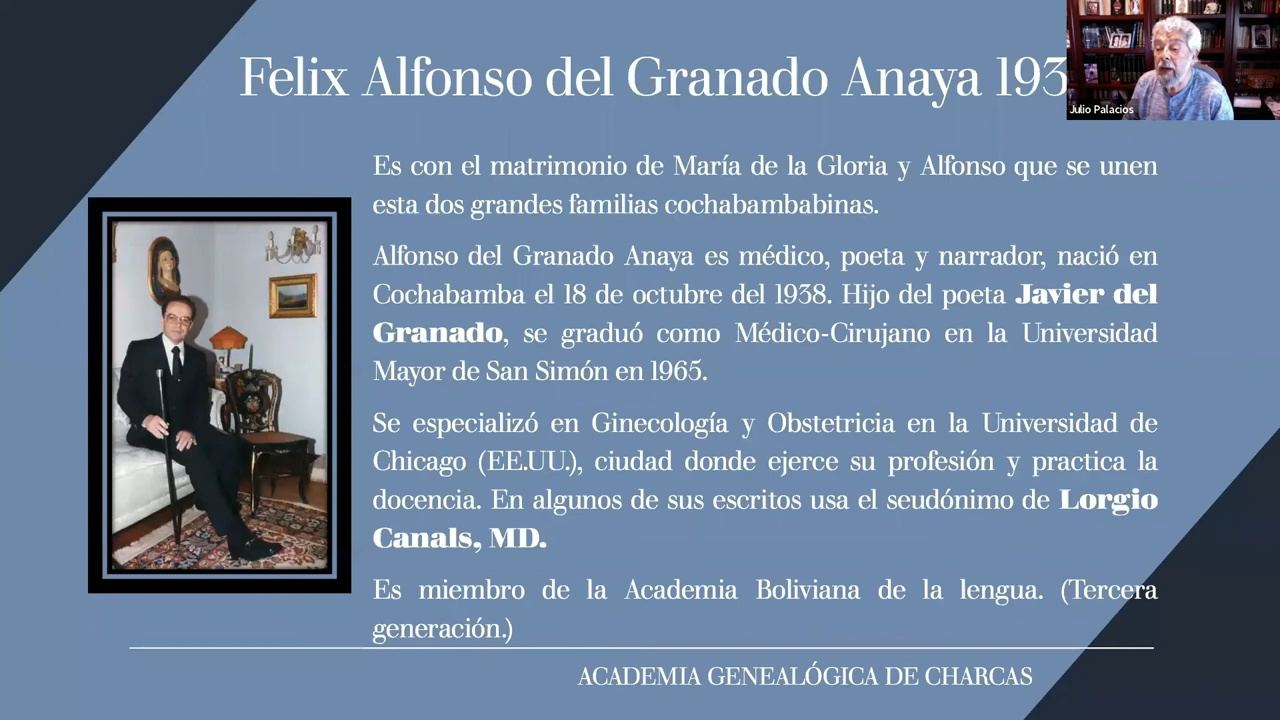 Felix Alfonso del Granado Anaya 193
Julio Palacios
Es con el matrimonio de María de la Gloria y Alfonso que se unen
esta dos grandes familias cochabambabinas.
Alfonso del Granado Anaya es médico, poeta y narrador, nació en
Cochabamba el 18 de octubre del 1938. Hijo del poeta Javier del
Granado, se graduó como Médico-Cirujano en la Universidad
Mayor de San Simón en 1965.
Se especializó en Ginecología y Obstetricia en la Universidad de
Chicago (EE.UU.), ciudad donde ejerce su profesión y practica la
docencia. En algunos de sus escritos usa el seudónimo de Lorgio
Canals, MD.
Es miembro de la Academia Boliviana de la lengua. (Tercera
generación.)
ACADEMIA GENEALÓGICA DE CHARCAS